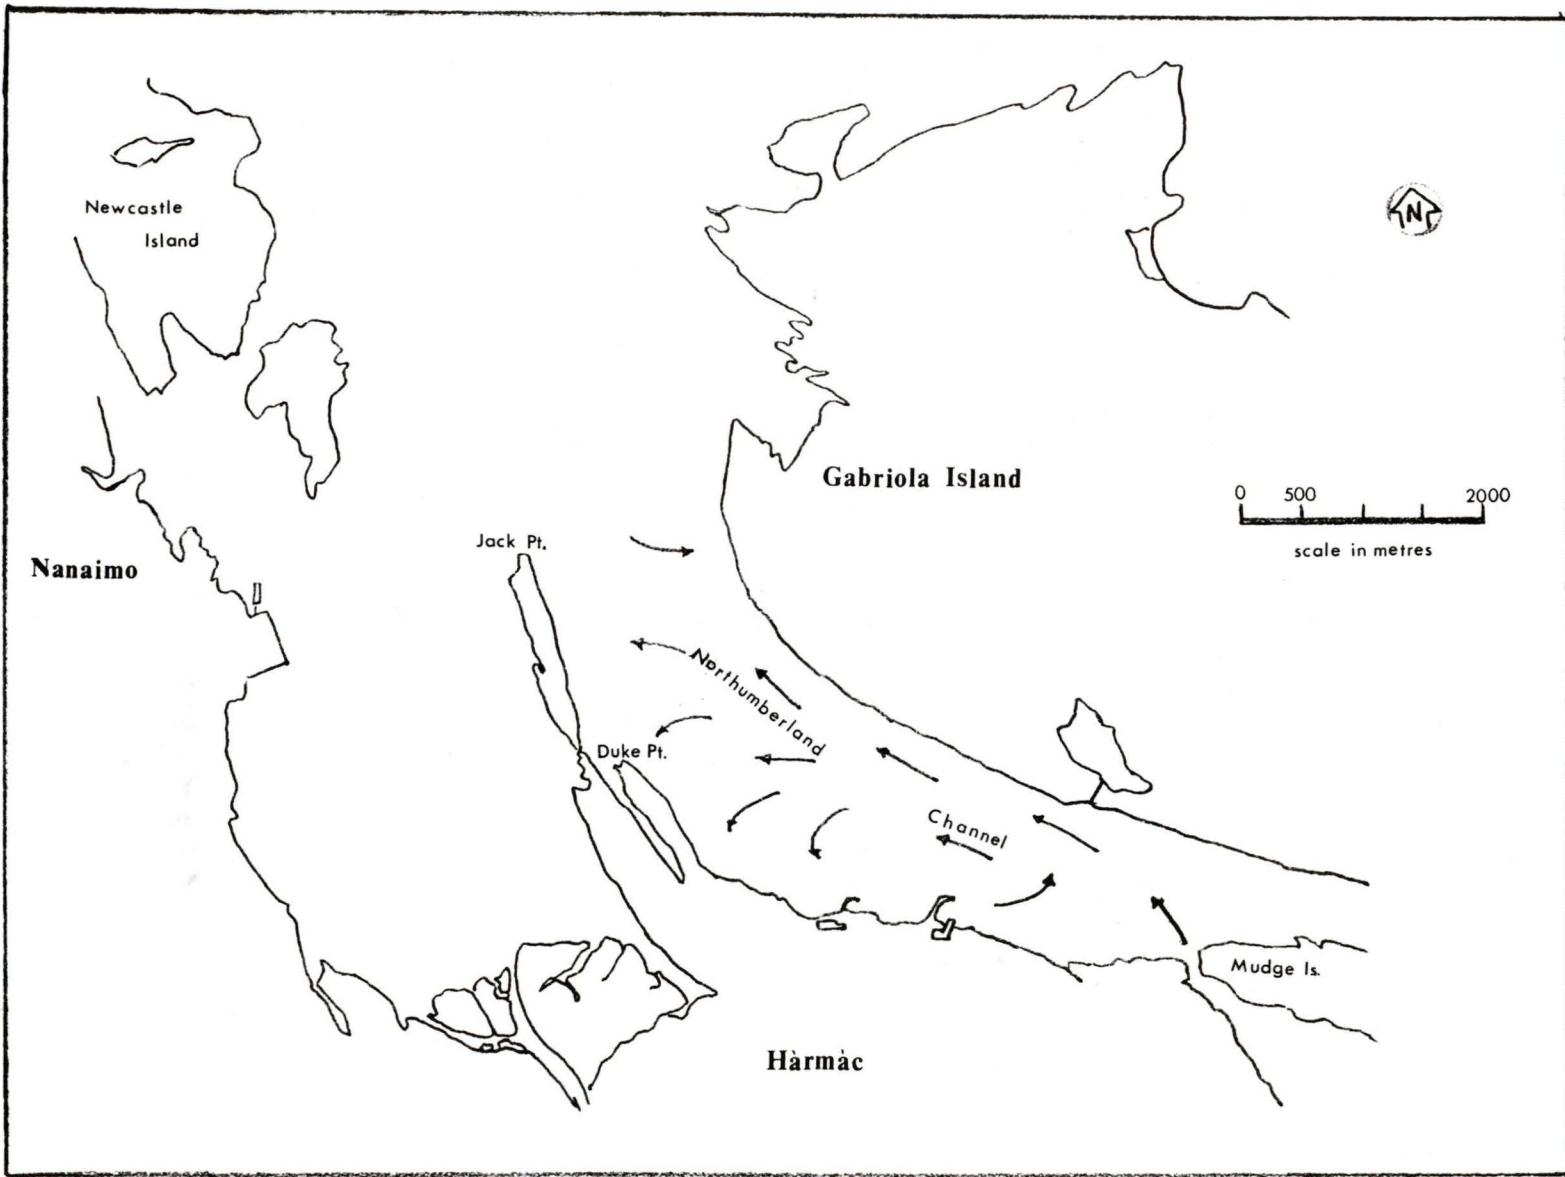 Newcastle
Island
N
Gabriola Island
0 500 2000
scale in metres
Jack Pt.
Nanaimo
Northumberland
Duke Pt.
Channel
Mudge Is.
Hàrmàc